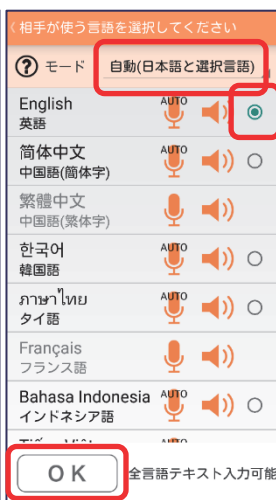 〈相手が使う言語を選択してください
? モード 自動(日本語と選択言語)
English AUTO
英語
简体中文 AUTO
中国語(簡体字)
繁體中文
中国語(繁体字)
한국어 AUTO
韓国語
ภาษาไทย AUTO
タイ語
Français
フランス語
Bahasa Indonesia AUTO
インドネシア語
OK 全言語テキスト入力可能